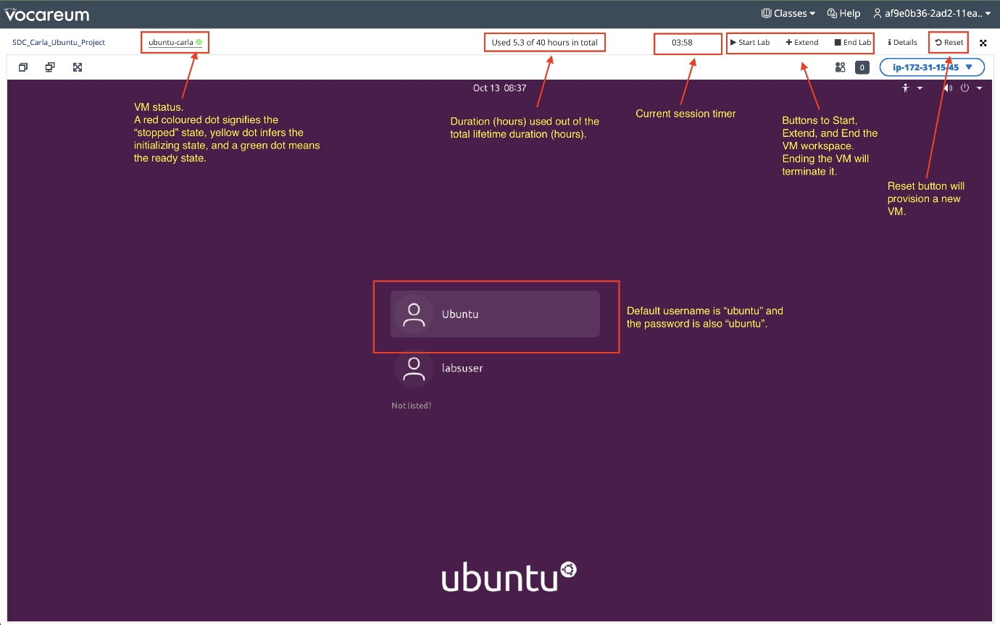 vocareum
Classes
Help
af9e0b36-2ad2-11ea..
SDC_Carla_Ubuntu_Project
ubuntu-carla
Used 5.3 of 40 hours in total
03:58
Start Lab
Extend
End Lab
Details
Reset
0
ip-172-31-15-45
Oct 13 08:37
VM status.
A red coloured dot signifies the
“stopped” state, yellow dot infers the
initializing state, and a green dot means
the ready state.
Duration (hours) used out of the
total lifetime duration (hours).
Current session timer
Buttons to Start,
Extend, and End the
VM workspace.
Ending the VM will
terminate it.
Reset button will
provision a new
VM.
Ubuntu
Default username is “ubuntu” and
the password is also “ubuntu”.
labsuser
Not listed?
ubuntu